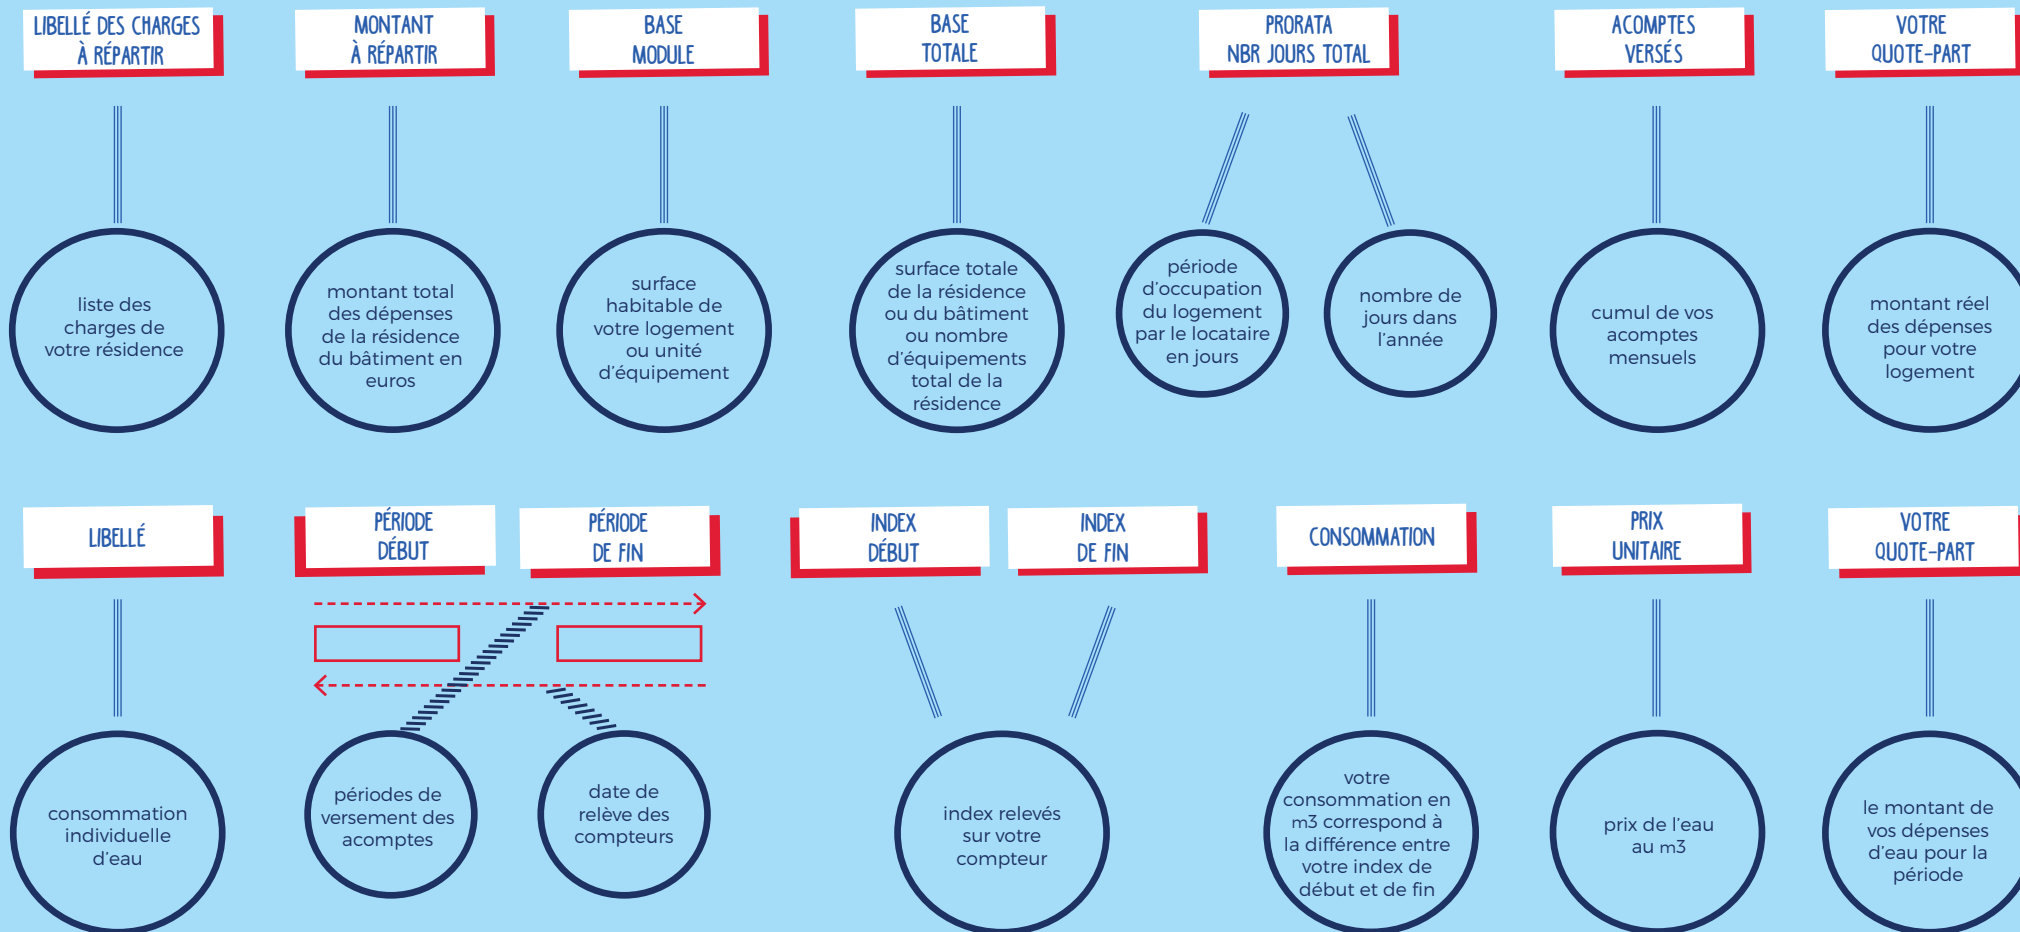 LIBELLÉ DES CHARGES
À RÉPARTIR
MONTANT
À RÉPARTIR
BASE
MODULE
BASE
TOTALE
PRORATA
NBR JOURS TOTAL
ACOMPTES
VERSÉS
VOTRE
QUOTE-PART
liste des
charges de
votre résidence
montant total
des dépenses
de la résidence
du bâtiment en
euros
surface
habitable de
votre logement
ou unité
d'équipement
surface totale
de la résidence
ou du bâtiment
ou nombre
d'équipements
total de la
résidence
période
d'occupation
du logement
par le locataire
en jours
nombre de
jours dans
l'année
cumul de vos
acomptes
mensuels
montant réel
des dépenses
pour votre
logement
LIBELLÉ
PÉRIODE
DÉBUT
PÉRIODE
DE FIN
INDEX
DÉBUT
INDEX
DE FIN
CONSOMMATION
PRIX
UNITAIRE
VOTRE
QUOTE-PART
consommation
individuelle
d'eau
périodes de
versement des
acomptes
date de
relève des
compteurs
index relevés
sur votre
compteur
votre
consommation en
m3 correspond à
la différence entre
votre index de
début et de fin
prix de l'eau
au m3
le montant de
vos dépenses
d'eau pour la
période